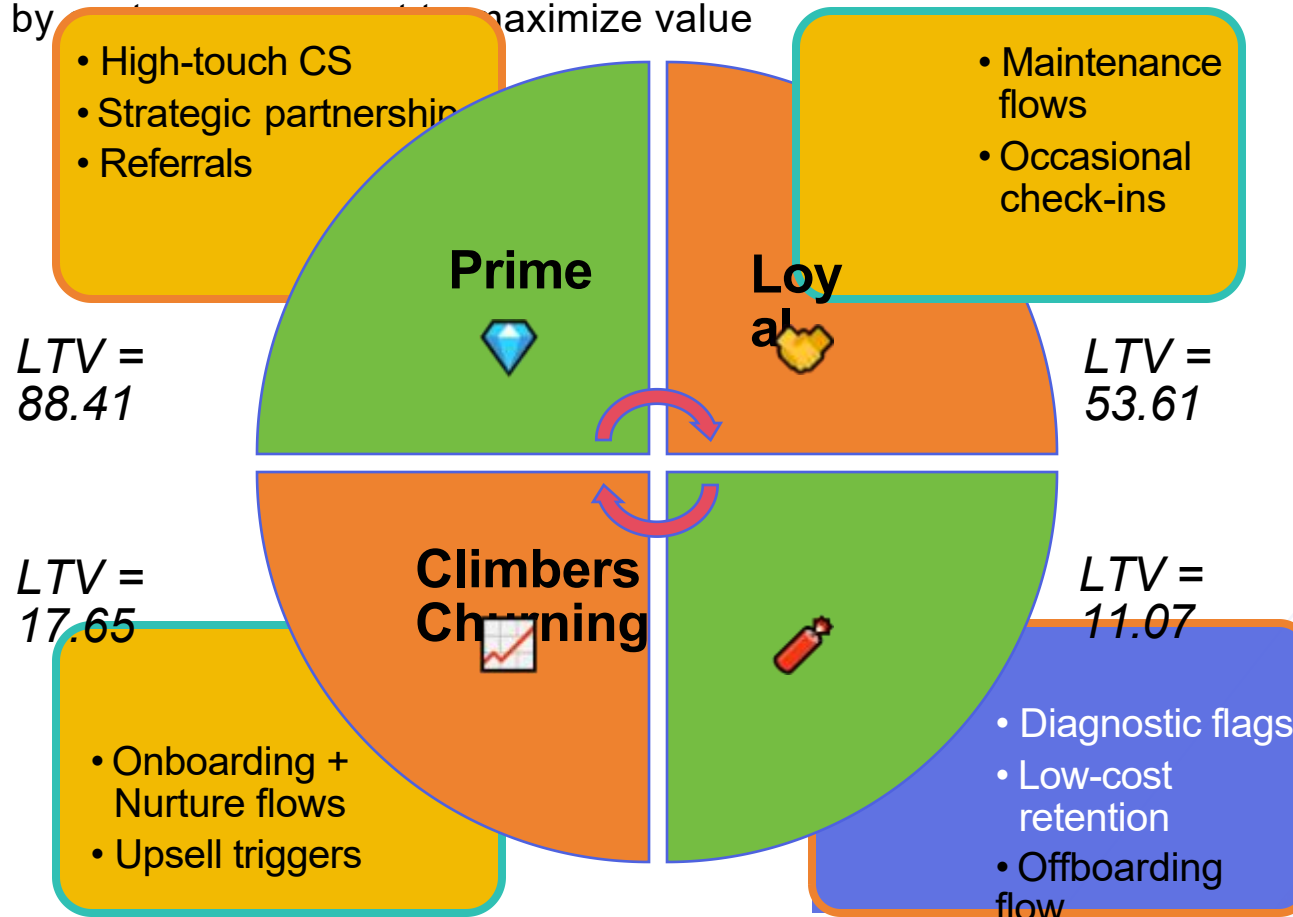 by maximize value
• High-touch CS
• Strategic partnership
• Referrals
• Maintenance
flows
• Occasional
check-ins
Prime
Loy
al
LTV =
88.41
LTV =
53.61
Climbers
Churning
LTV =
17.65
LTV =
11.07
• Onboarding +
Nurture flows
• Upsell triggers
• Diagnostic flags
• Low-cost
retention
• Offboarding
flow